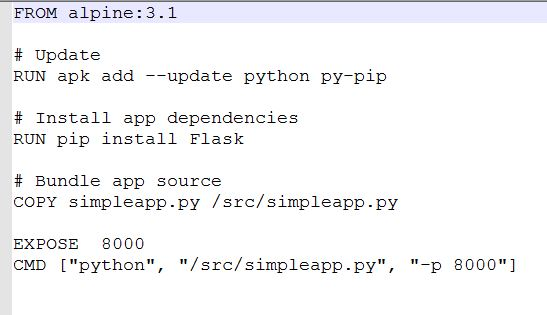 FROM alpine:3.1
# Update
RUN apk add --update python py-pip
# Install app dependencies
RUN pip install Flask
# Bundle app source
COPY simpleapp.py /src/simpleapp.py
EXPOSE  8000
CMD ["python", "/src/simpleapp.py", "-p 8000"]